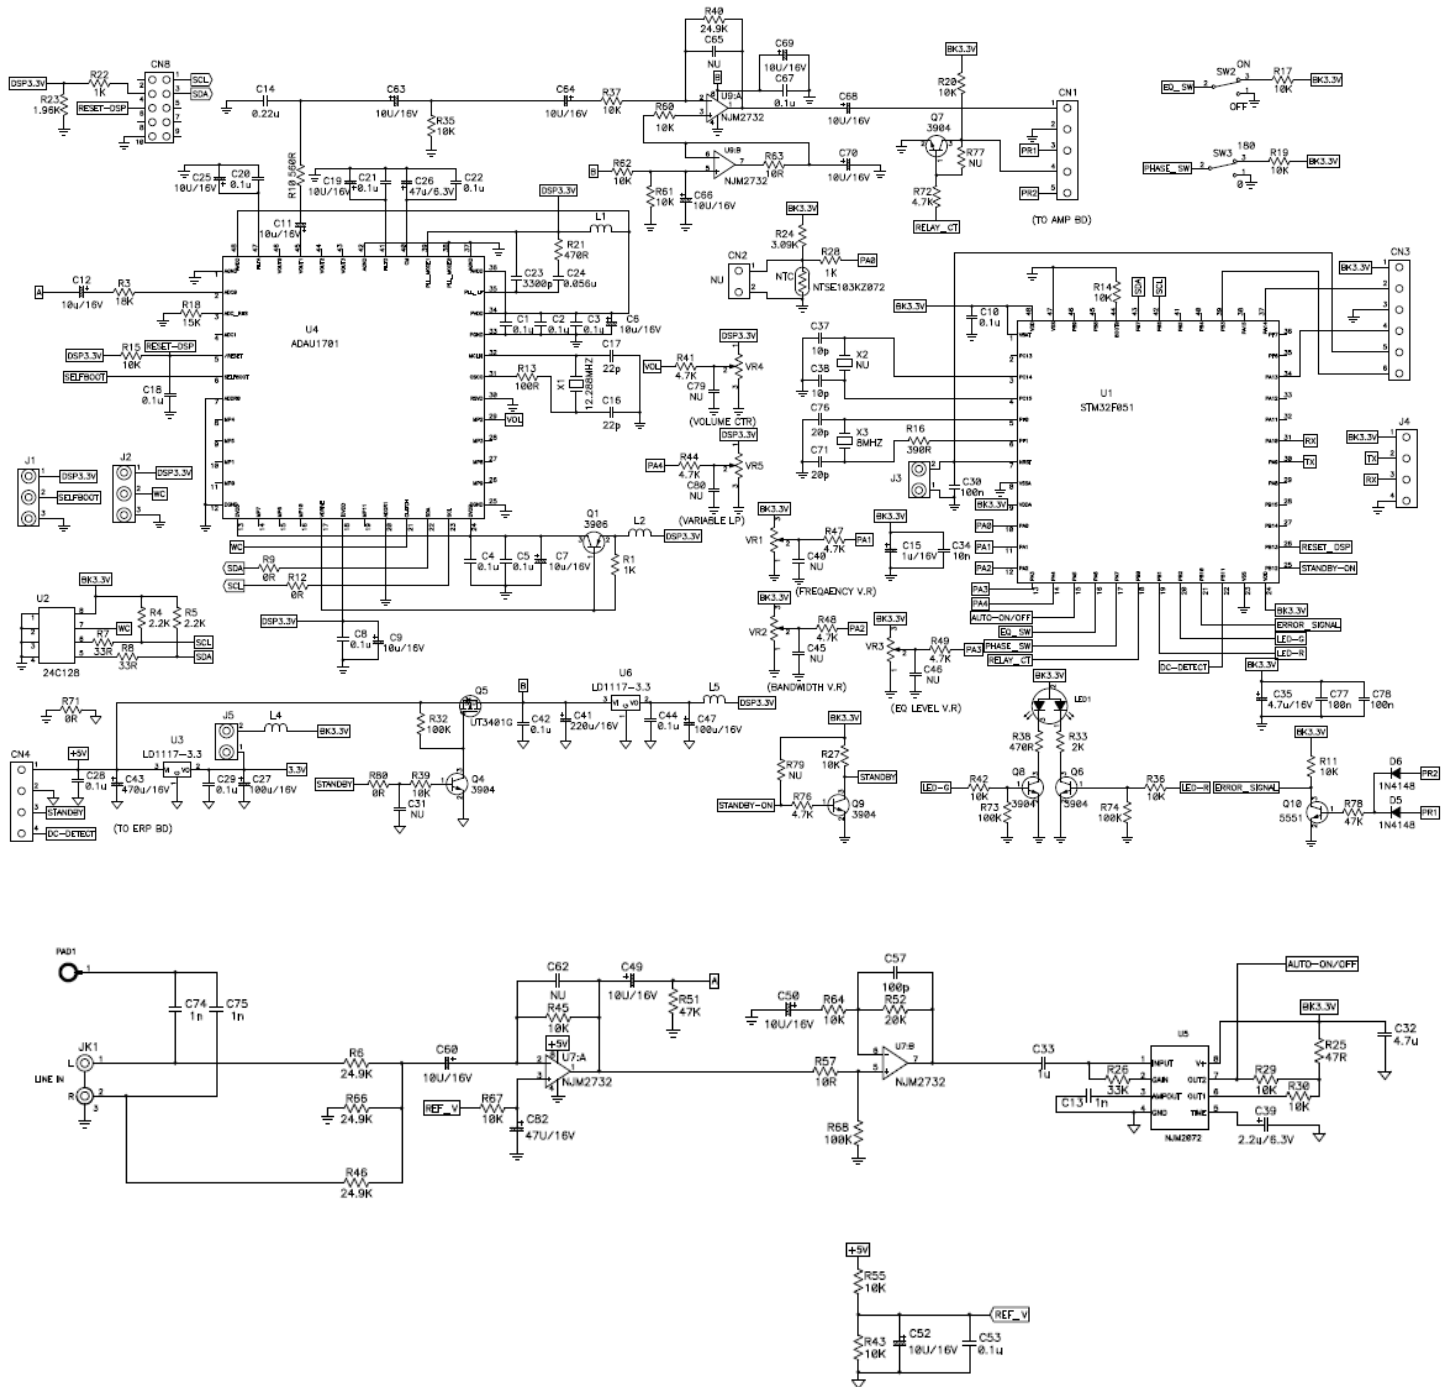 CN8
DSP3.3V
R22
1K
SCL
SDA
RESET-DSP
R23
1.96K
C14
0.22u
C63
10U/16V
R35
10K
C64
10U/16V
R37
10K
R40
24.9K
C65
NU
C69
10U/16V
C67
0.1u
U9:A
NJM2732
C68
10U/16V
R60
10K
U9:B
NJM2732
B
R62
10K
R61
10K
C66
10U/16V
R63
10R
C70
10U/16V
BK3.3V
R20
10K
Q7
3904
R77
NU
R72
4.7K
RELAY_CT
CN1
PR1
PR2
(TO AMP BD)
EQ_SW
SW2
ON
OFF
R17
10K
BK3.3V
PHASE_SW
SW3
180
0
R19
10K
BK3.3V
C25
10U/16V
C20
0.1u
R10 560R
C11
10u/16V
C19
10U/16V
C21
0.1u
C26
47u/6.3V
C22
0.1u
DSP3.3V
L1
R21
470R
C23
3300p
C24
0.056u
A
C12
10u/16V
R3
18K
R18
15K
U4
ADAU1701
DSP3.3V
R15
10K
RESET-DSP
SELFBOOT
C18
0.1u
C1
0.1u
C2
0.1u
C3
0.1u
C6
10u/16V
C17
22p
R13
100R
X1
12.288MHZ
C16
22p
VOL
CN2
NU
BK3.3V
R24
3.09K
R28
1K
PA0
NTC
NTSE103KZ072
VOL
R41
4.7K
C79
NU
DSP3.3V
VR4
(VOLUME CTR)
PA4
R44
4.7K
C80
NU
DSP3.3V
VR5
(VARIABLE LP)
BK3.3V
C10
0.1u
C37
10p
X2
NU
C38
10p
C76
20p
X3
8MHZ
C71
20p
R16
390R
J3
C30
100n
R14
10K
SDA
SCL
U1
STM32F051
CN3
BK3.3V
J4
BK3.3V
TX
RX
RX
TX
RESET_DSP
STANDBY-ON
BK3.3V
PA0
PA1
PA2
PA3
PA4
AUTO-ON/OFF
EQ_SW
PHASE_SW
RELAY_CT
DC-DETECT
BK3.3V
ERROR_SIGNAL
LED-G
LED-R
J1
DSP3.3V
SELFBOOT
J2
DSP3.3V
WC
WC
SDA
R9
0R
SCL
R12
0R
C4
0.1u
C5
0.1u
C7
10u/16V
Q1
3906
R1
1K
L2
DSP3.3V
DSP3.3V
C8
0.1u
C9
10u/16V
U2
24C128
BK3.3V
WC
R4
2.2K
R5
2.2K
R7
33R
R8
33R
SCL
SDA
BK3.3V
VR1
R47
4.7K
PA1
C40
NU
(FREQAENCY V.R)
BK3.3V
C15
1u/16V
C34
10n
BK3.3V
VR2
R48
4.7K
PA2
C45
NU
(BANDWIDTH V.R)
BK3.3V
VR3
R49
4.7K
PA3
C46
NU
(EQ LEVEL V.R)
R71
0R
CN4
+5V
C28
0.1u
C43
470u/16V
U3
LD1117-3.3
J5
L4
BK3.3V
C29
0.1u
C27
100u/16V
3.3V
STANDBY
DC-DETECT
(TO ERP BD)
STANDBY
R80
0R
C31
NU
R39
10K
Q4
3904
R32
100K
Q5
UT3401G
B
C42
0.1u
C41
220u/16V
U6
LD1117-3.3
C44
0.1u
C47
100u/16V
L5
DSP3.3V
BK3.3V
R79
NU
R27
10K
STANDBY
STANDBY-ON
R76
4.7K
Q9
3904
BK3.3V
LED1
R38
470R
R33
2K
LED-G
R42
10K
R73
100K
Q8
3904
Q6
3904
R74
100K
R36
10K
LED-R
ERROR_SIGNAL
BK3.3V
C35
4.7u/16V
C77
100n
C78
100n
BK3.3V
R11
10K
Q10
5551
R78
47K
D6
1N4148
PR2
D5
1N4148
PR1
PAD1
C74
1n
C75
1n
JK1
L
LINE IN
R
R6
24.9K
R66
24.9K
R46
24.9K
C60
10U/16V
C62
NU
R45
10K
+5V
U7:A
NJM2732
REF_V
R67
10K
C82
47U/16V
C49
10U/16V
R51
47K
A
C50
10U/16V
R64
10K
C57
100p
R52
20K
R57
10R
R68
100K
U7:B
NJM2732
C33
1u
R26
33K
C13
1n
U5
INPUT
GAIN
AMPOUT
GND
V+
OUT2
OUT1
TIME
NJM2072
AUTO-ON/OFF
BK3.3V
R25
47R
C32
4.7u
R29
10K
R30
10K
C39
2.2u/6.3V
+5V
R55
10K
R43
10K
C52
10U/16V
C53
0.1u
REF_V